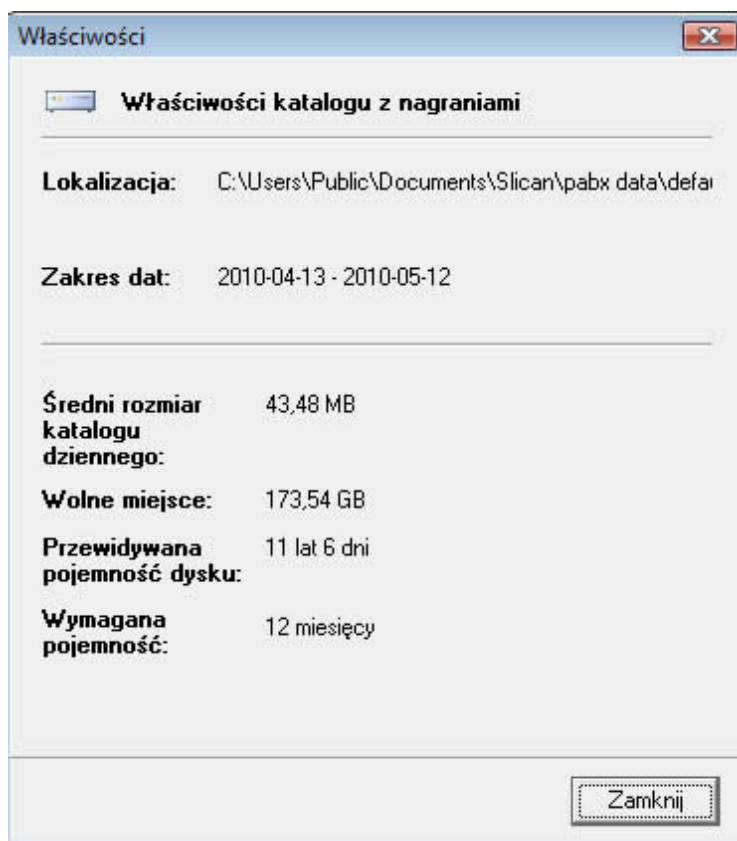 Właściwości
Właściwości katalogu z nagraniami
Lokalizacja: C:\Users\Public\Documents\Slican\pabx data\defau
Zakres dat: 2010-04-13 - 2010-05-12
Średni rozmiar 43,48 MB
katalogu
dziennego:
Wolne miejsce: 173,54 GB
Przewidywana 11 lat 6 dni
pojemność dysku:
Wymagana 12 miesięcy
pojemność:
Zamknij